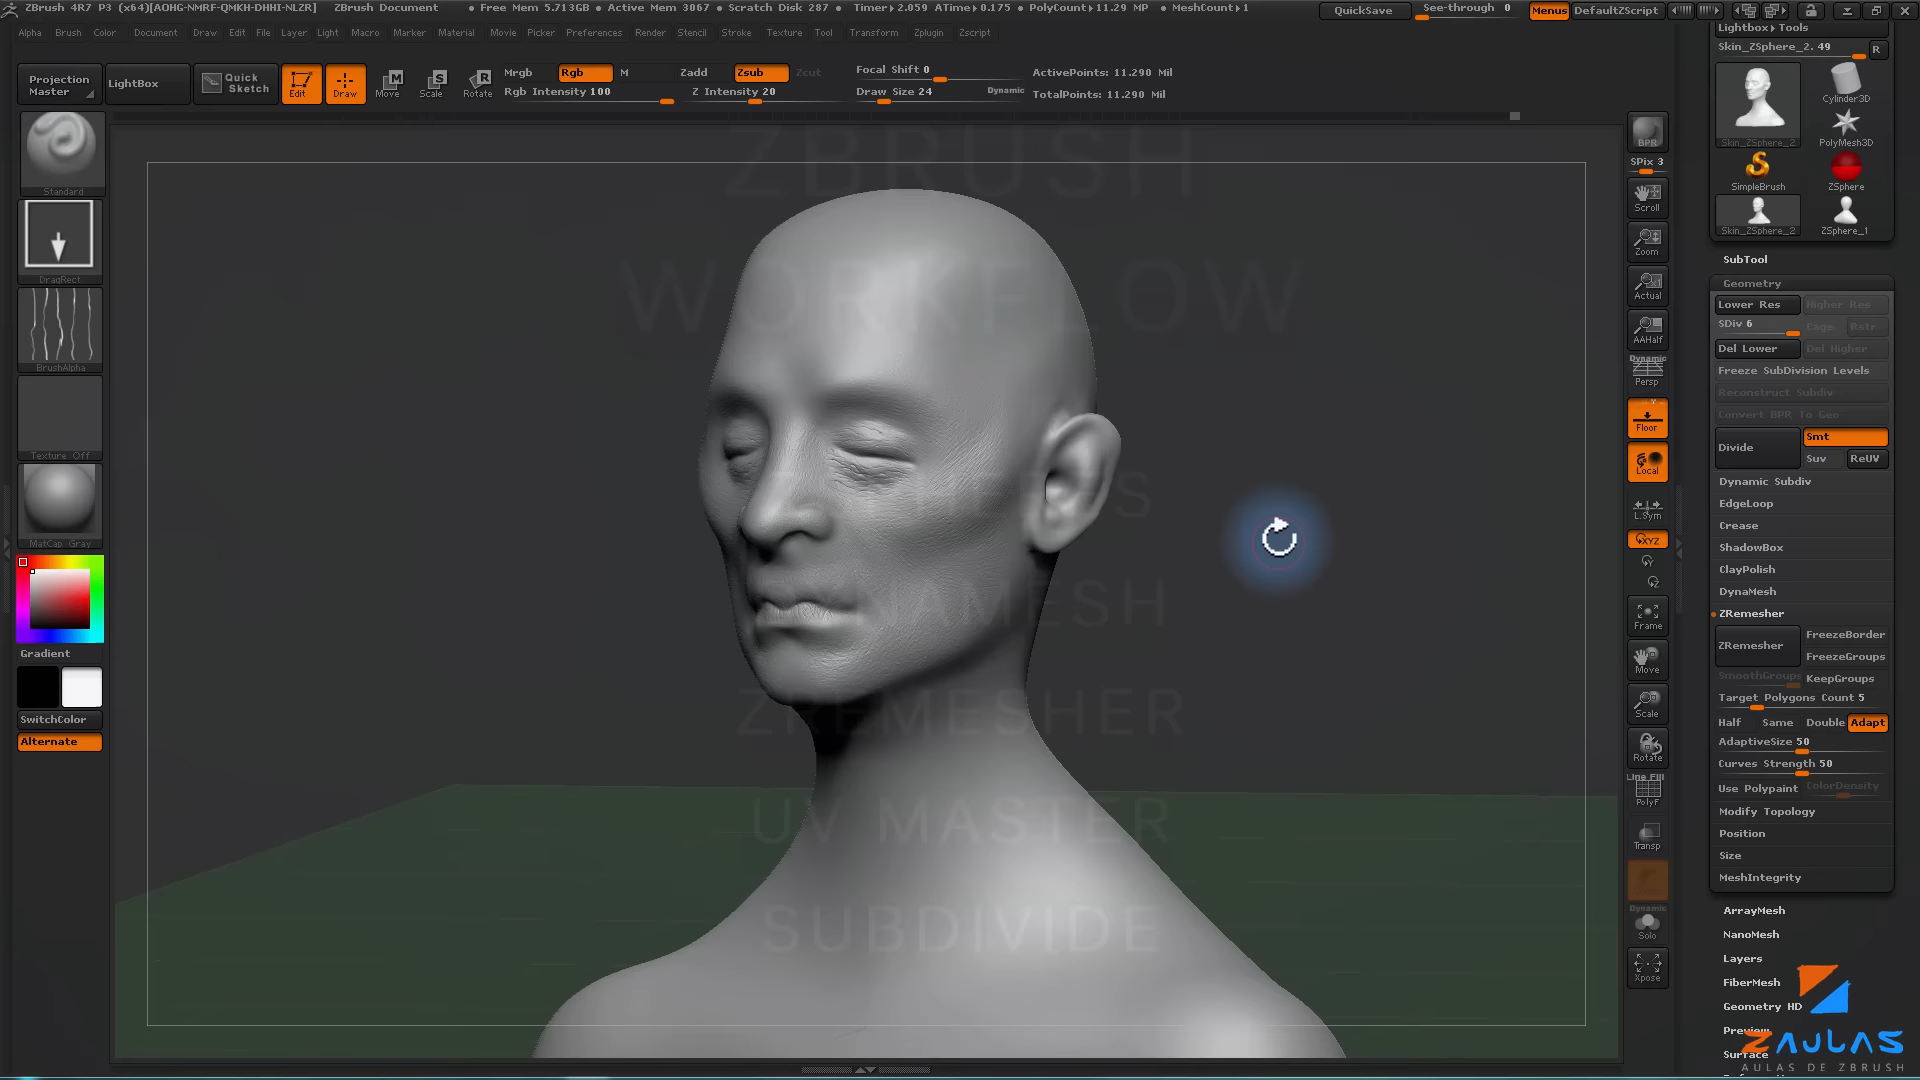 ZBrush 4R7 P3 (x64)[AOHG-NMRF-QMKH-DHHI-NLZR] ZBrush Document • Free Mem 5.713GB • Active Mem 3067 • Scratch Disk 287 • Timer▸2.059 ATime▸0.175 • PolyCount▸11.29 MP • MeshCount▸1 QuickSave See-through 0 Menus DefaultZScript
Alpha Brush Color Document Draw Edit File Layer Light Macro Marker Material Movie Picker Preferences Render Stencil Stroke Texture Tool Transform Zplugin Zscript
Projection Master
LightBox
Quick Sketch
Edit
Draw
Move
Scale
Rotate
Mrgb Rgb M
Rgb Intensity 100
Zadd Zsub Zcut
Z Intensity 20
Focal Shift 0
Draw Size 24 Dynamic
ActivePoints: 11.290 Mil
TotalPoints: 11.290 Mil
Standard
DragRect
BrushAlpha
Texture Off
MatCap Gray
Gradient
SwitchColor
Alternate
ZBRUSH
WORKFLOW
ZREMESHER
UV MASTER
SUBDIVIDE
BPR
SPix 3
Scroll
Zoom
Actual
AAHalf
Dynamic
Persp
Floor
Local
L.Sym
XYZ
Y
Z
Frame
Move
Scale
Rotate
Line Fill
PolyF
Transp
Dynamic
Solo
Xpose
Lightbox▸Tools
Skin_ZSphere_2. 49 R
Skin_ZSphere_2
Cylinder3D
PolyMesh3D
SimpleBrush
ZSphere
Skin_ZSphere_2
ZSphere_1
SubTool
Geometry
Lower Res Higher Res
SDiv 6 Cage Rstr
Del Lower Del Higher
Freeze SubDivision Levels
Reconstruct Subdiv
Convert BPR To Geo
Divide
Smt
Suv ReUV
Dynamic Subdiv
EdgeLoop
Crease
ShadowBox
ClayPolish
DynaMesh
ZRemesher
ZRemesher
FreezeBorder
FreezeGroups
SmoothGroups KeepGroups
Target Polygons Count 5
Half Same Double Adapt
AdaptiveSize 50
Curves Strength 50
Use Polypaint ColorDensity
Modify Topology
Position
Size
MeshIntegrity
ArrayMesh
NanoMesh
Layers
FiberMesh
Geometry HD
Preview
Surface
ZAULAS
AULAS DE ZBRUSH